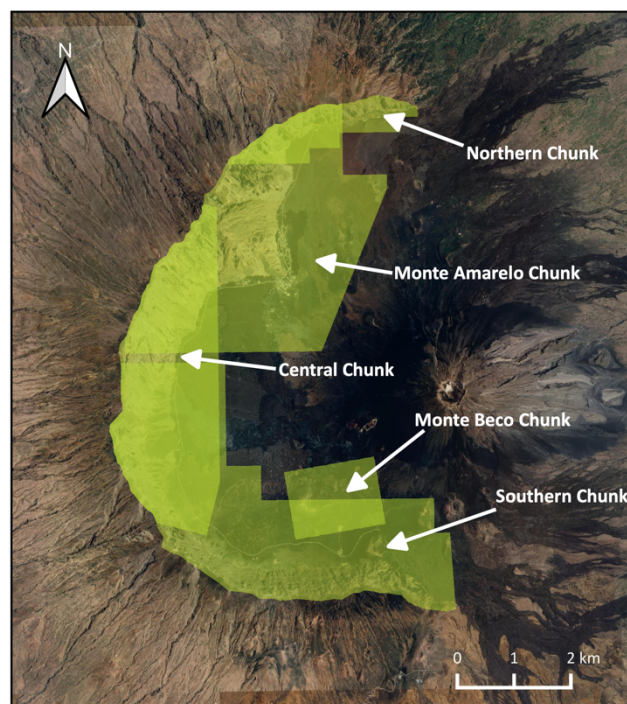 N
Northern Chunk
Monte Amarelo Chunk
Central Chunk
Monte Beco Chunk
Southern Chunk
0 1 2 km